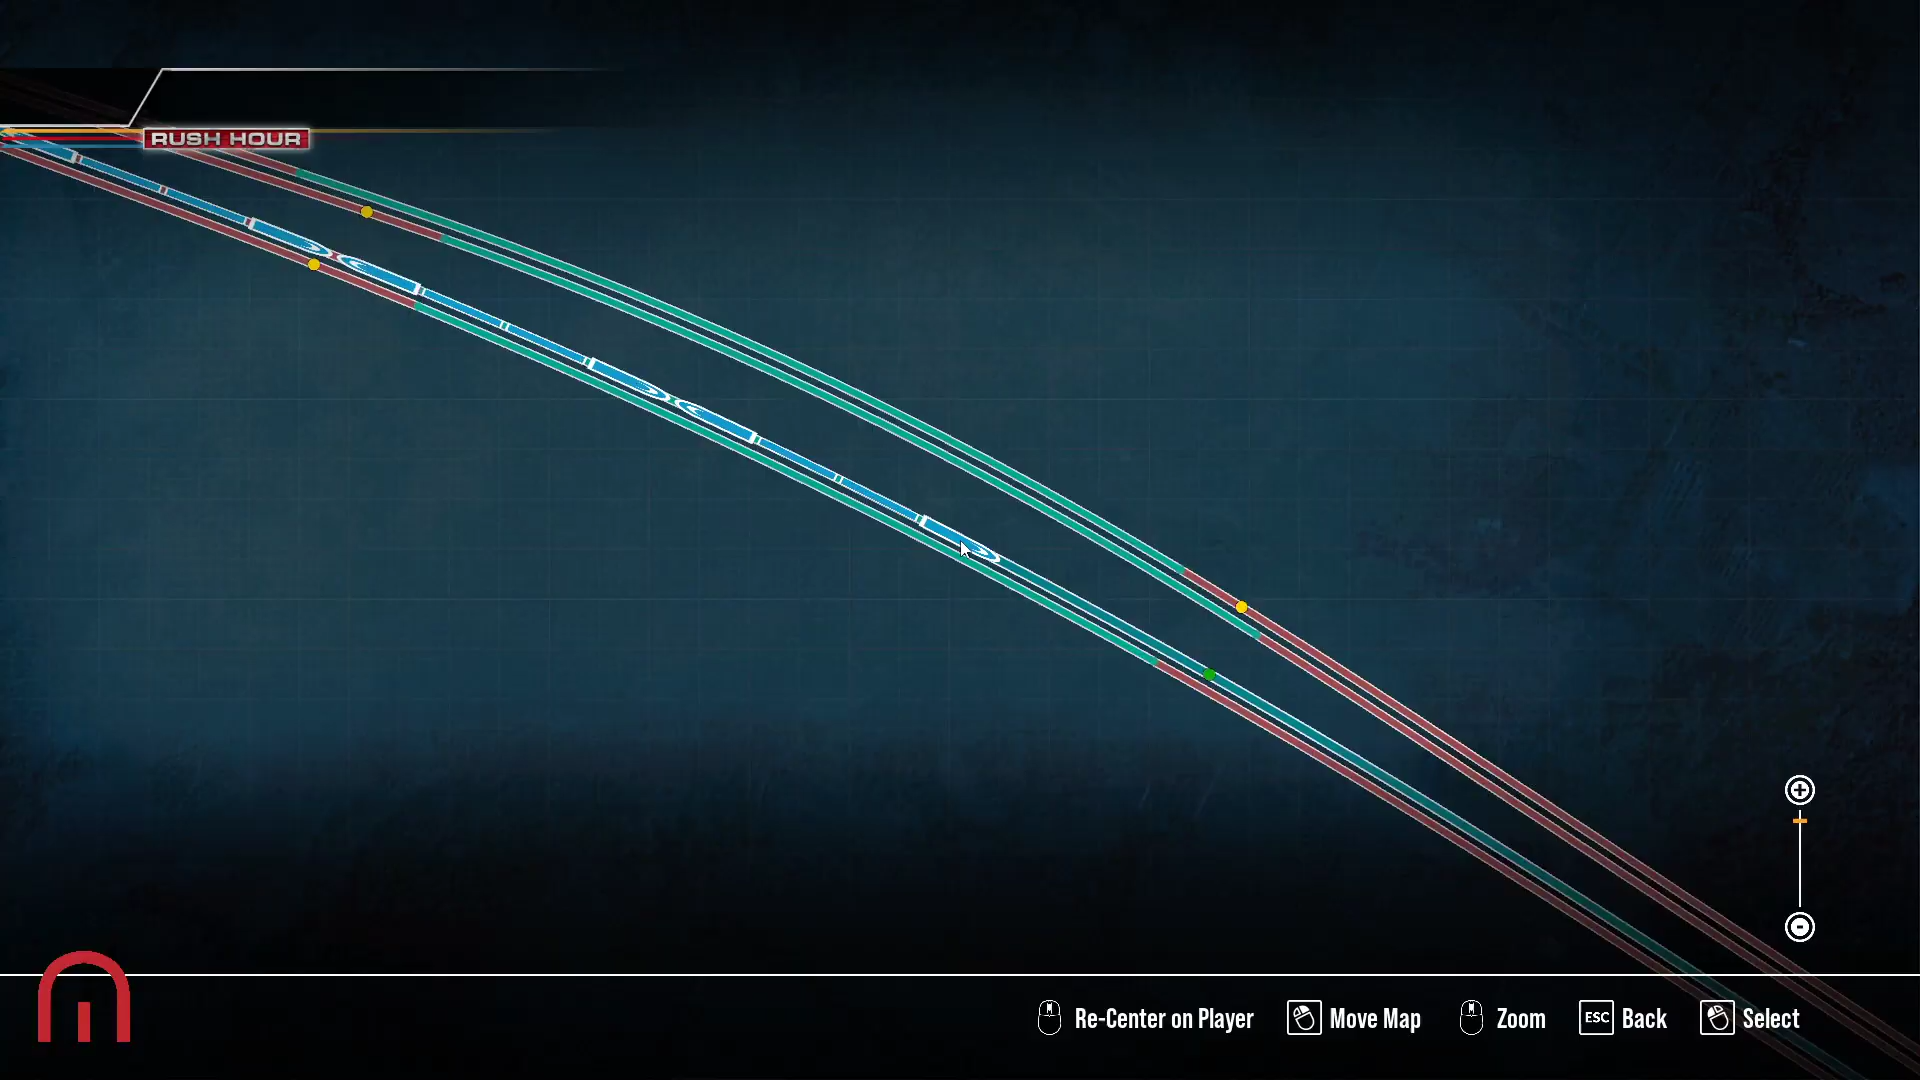 RUSH HOUR
Re-Center on Player
Move Map
Zoom
ESC Back
Select